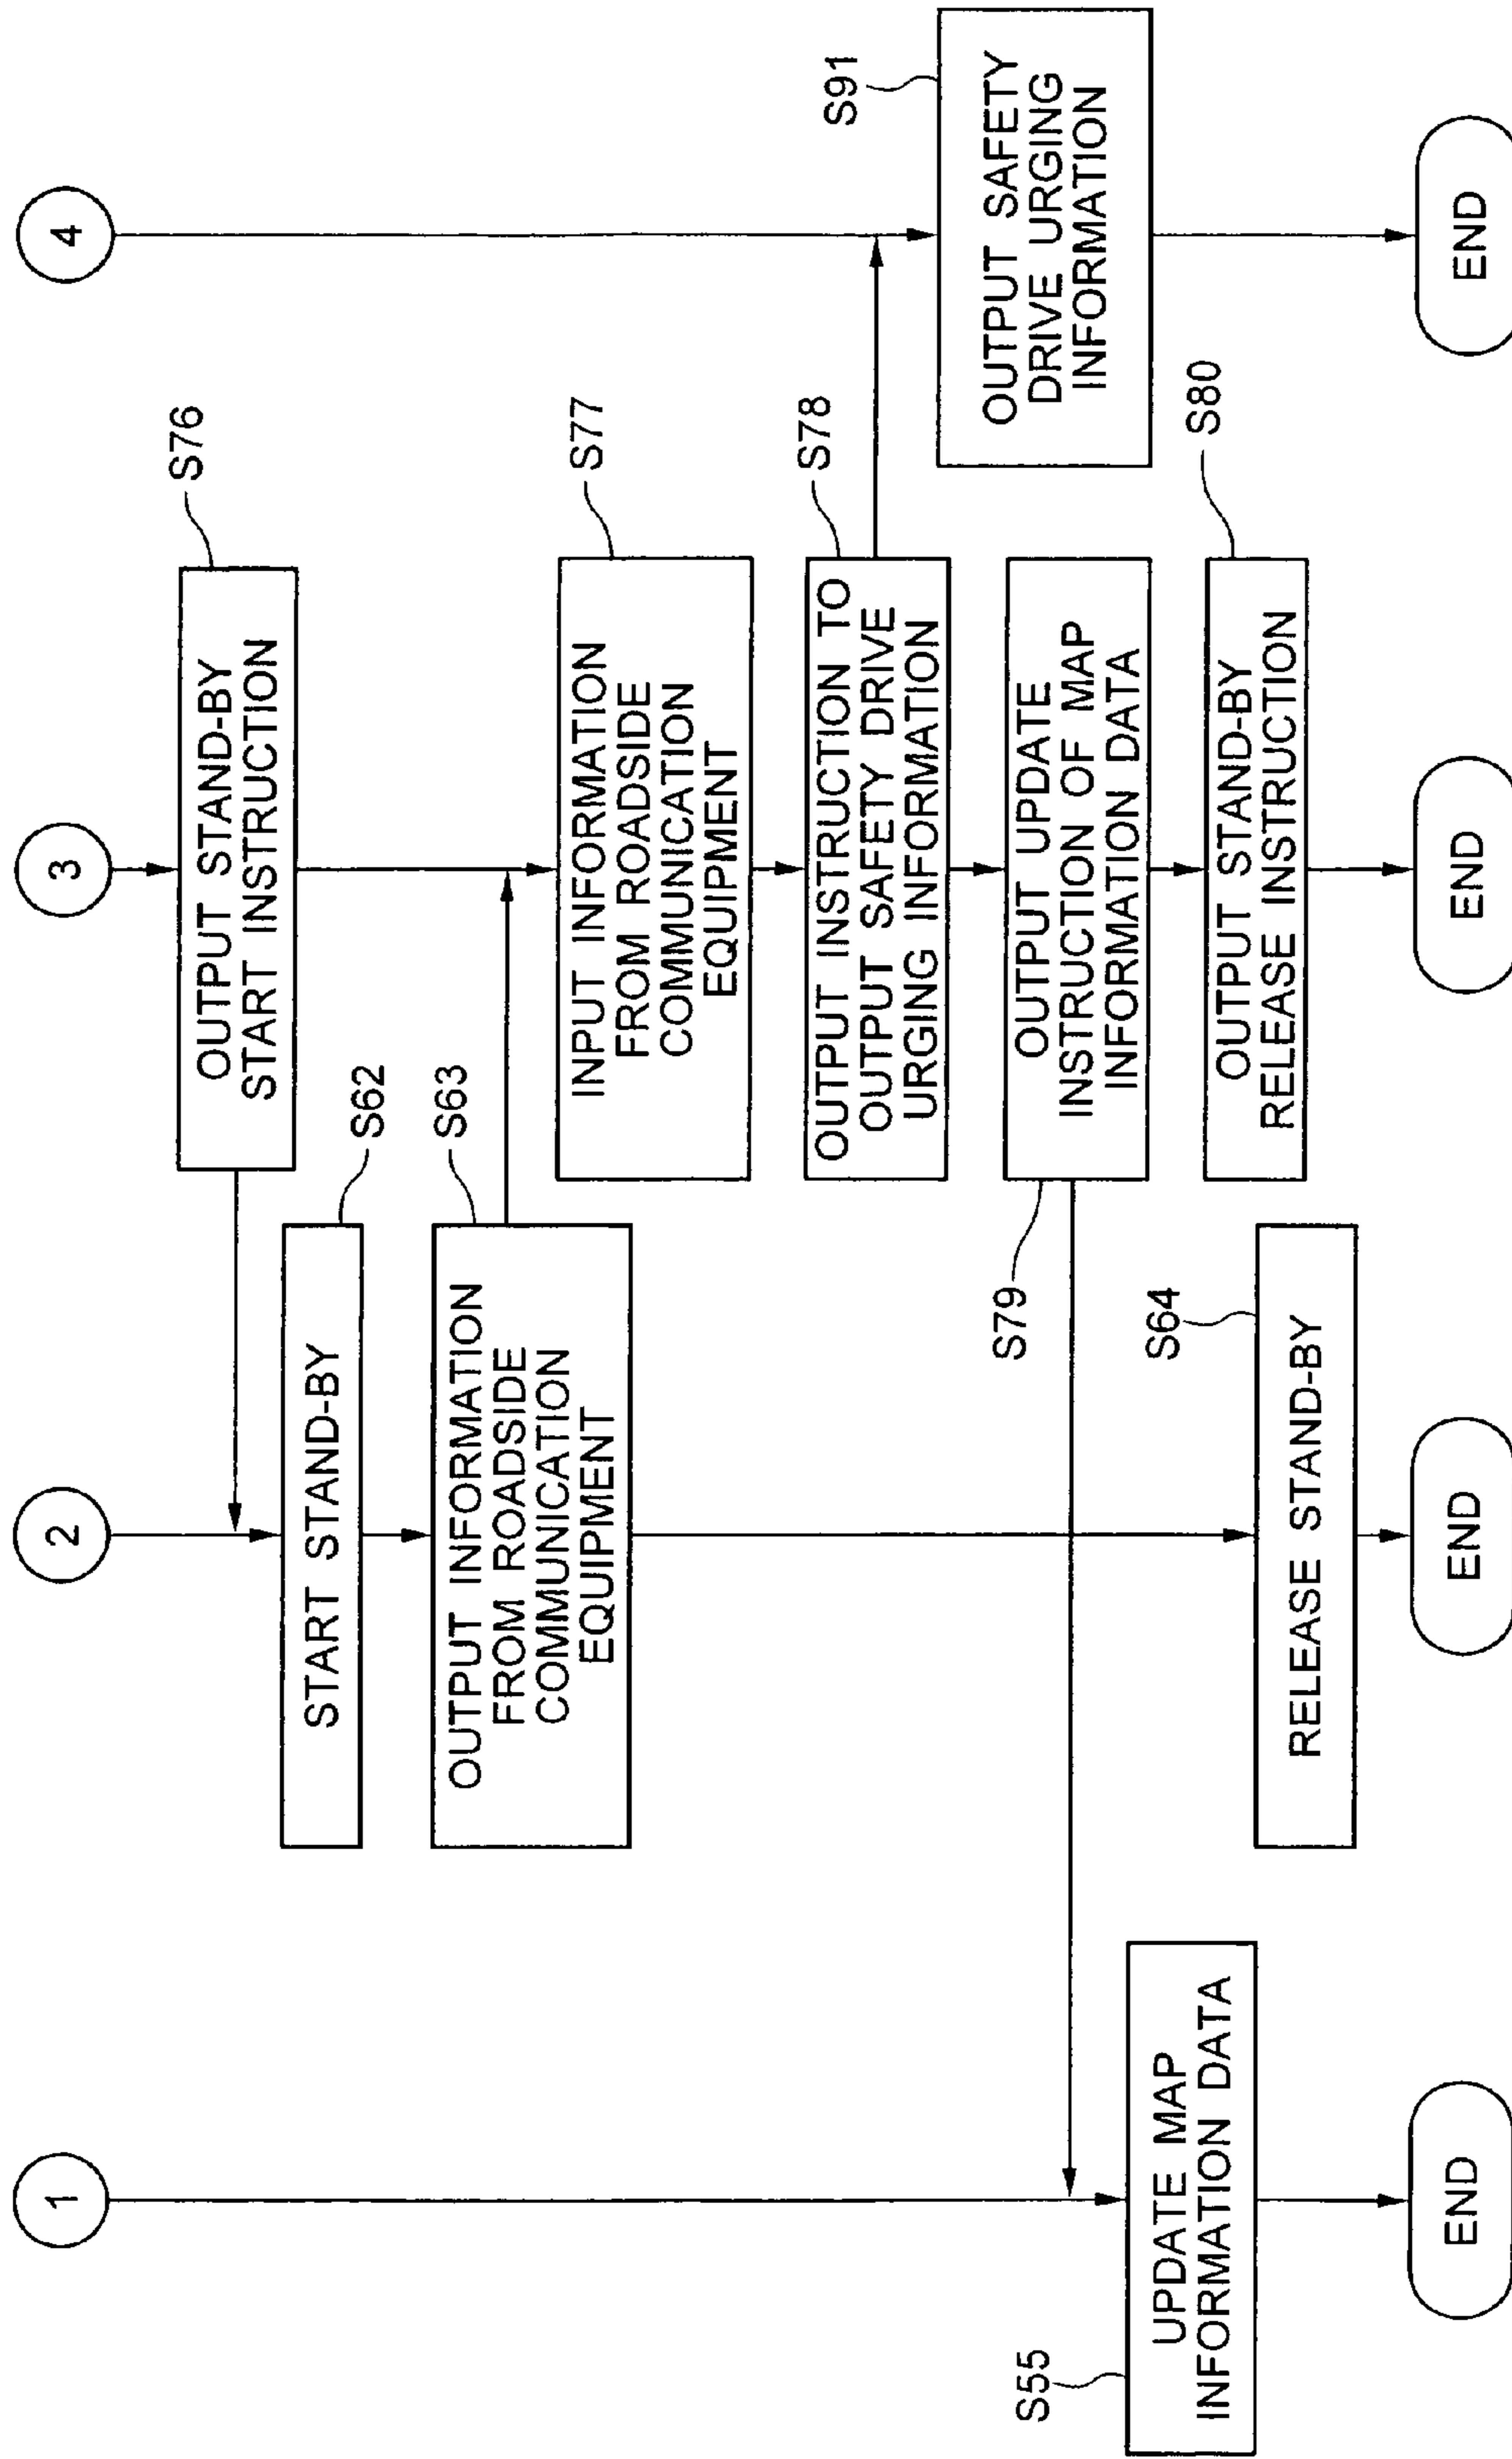 1
S55
UPDATE MAP
INFORMATION DATA
END
2
START STAND-BY
S62
OUTPUT INFORMATION
FROM ROADSIDE
COMMUNICATION
EQUIPMENT
S63
RELEASE STAND-BY
S64
END
3
OUTPUT STAND-BY
START INSTRUCTION
S76
INPUT INFORMATION
FROM ROADSIDE
COMMUNICATION
EQUIPMENT
S77
OUTPUT INSTRUCTION TO
OUTPUT SAFETY DRIVE
URGING INFORMATION
S78
OUTPUT UPDATE
INSTRUCTION OF MAP
INFORMATION DATA
S79
OUTPUT STAND-BY
RELEASE INSTRUCTION
S80
END
4
OUTPUT SAFETY
DRIVE URGING
INFORMATION
S91
END